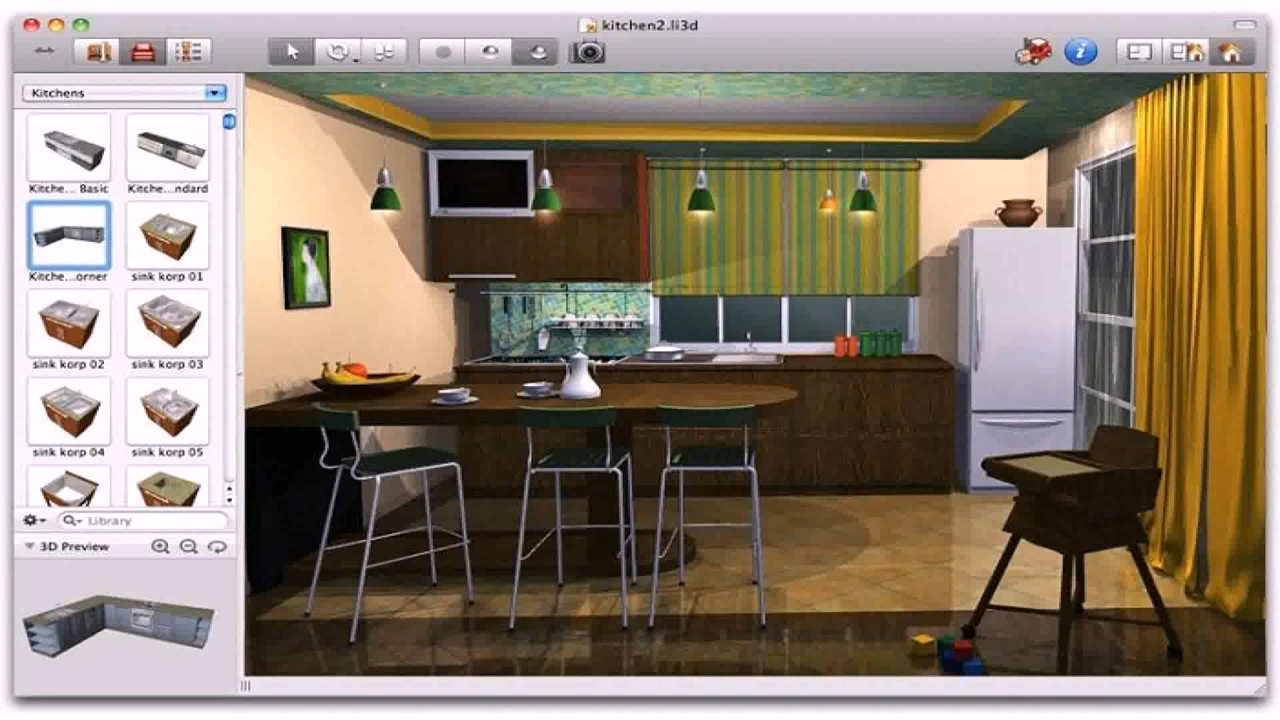 kitchen2.li3d
Kitchens
Kitche... Basic
Kitche...ndard
Kitche...orner
sink korp 01
sink korp 02
sink korp 03
sink korp 04
sink korp 05
Library
3D Preview